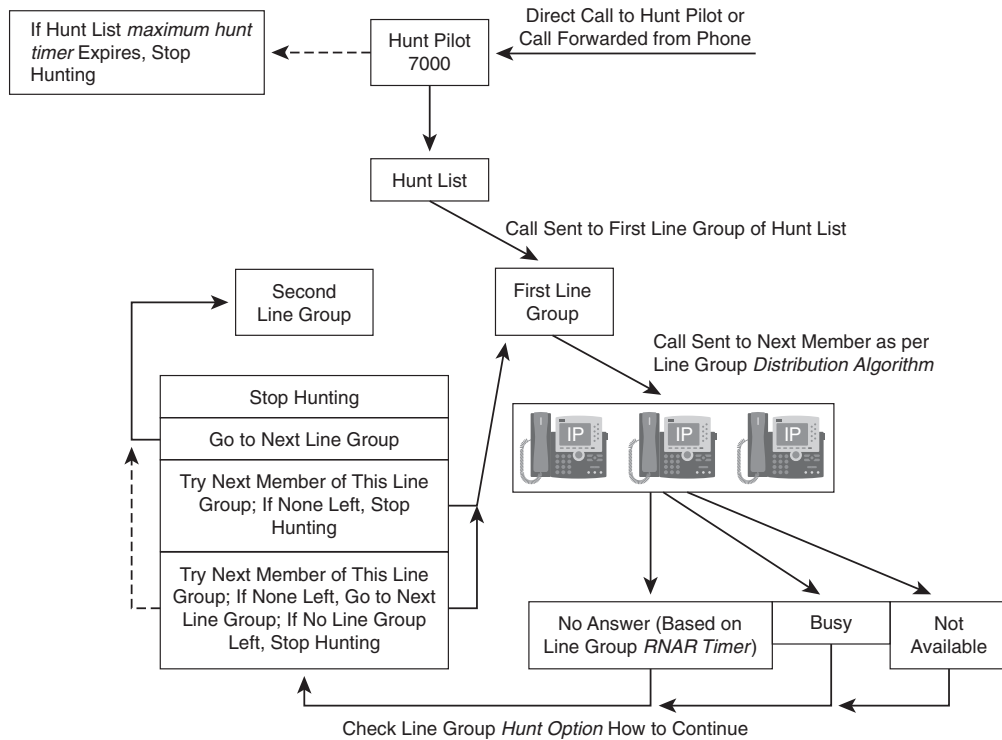 If Hunt List maximum hunt
timer Expires, Stop
Hunting
Hunt Pilot
7000
Direct Call to Hunt Pilot or
Call Forwarded from Phone
Hunt List
Call Sent to First Line Group of Hunt List
Second
Line Group
First Line
Group
Call Sent to Next Member as per
Line Group Distribution Algorithm
Stop Hunting
Go to Next Line Group
Try Next Member of This Line
Group; If None Left, Stop
Hunting
Try Next Member of This Line
Group; If None Left, Go to Next
Line Group; If No Line Group
Left, Stop Hunting
IP
IP
IP
No Answer (Based on
Line Group RNAR Timer)
Busy
Not
Available
Check Line Group Hunt Option How to Continue